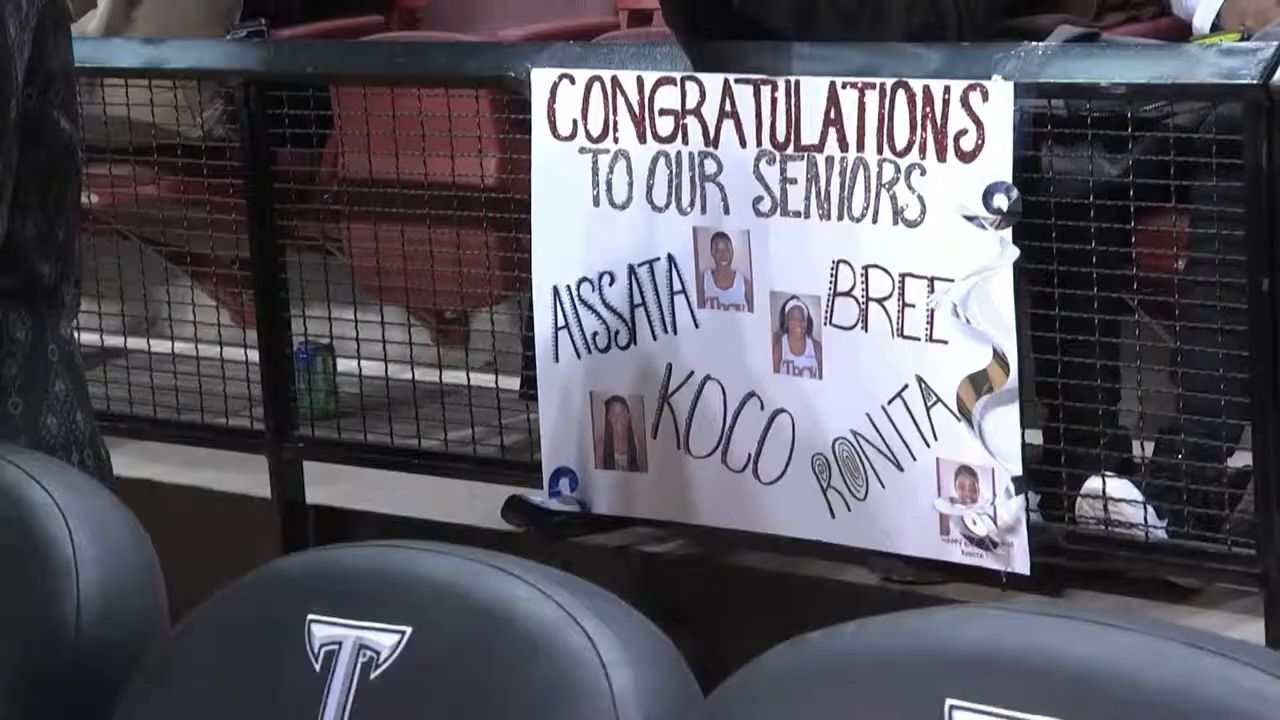 CONGRATULATIONS
TO OUR SENIORS
AISSATA
BREE
KOCO
RONITA
T